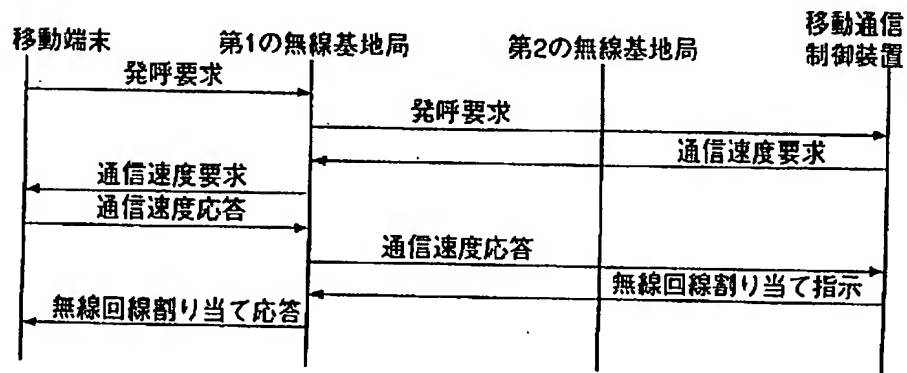 移動端末
第1の無線基地局
第2の無線基地局
移動通信
制御装置
発呼要求
発呼要求
通信速度要求
通信速度要求
通信速度応答
通信速度応答
無線回線割り当て指示
無線回線割り当て応答